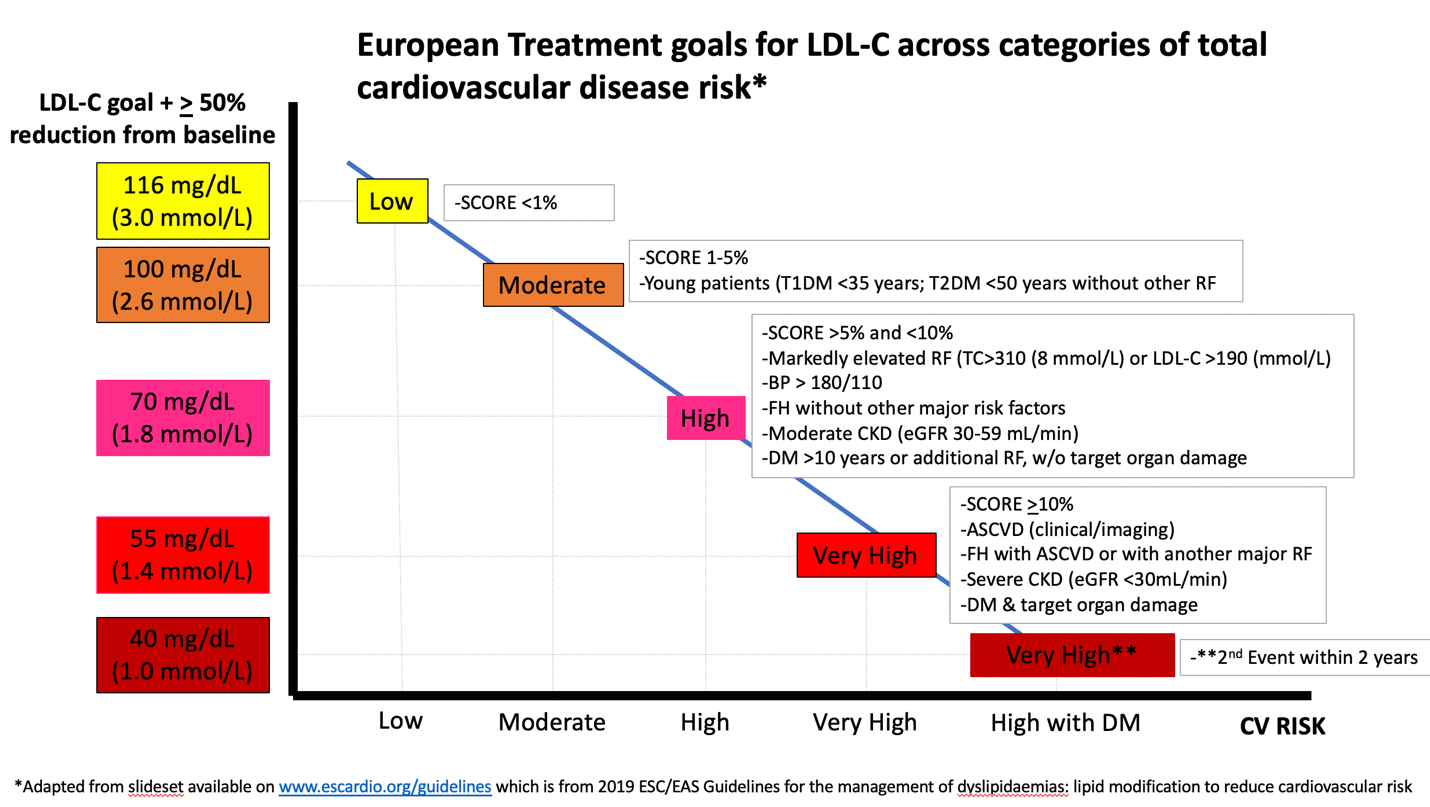 European Treatment goals for LDL-C across categories of total
cardiovascular disease risk*
LDL-C goal + ≥ 50%
reduction from baseline
116 mg/dL
(3.0 mmol/L)
Low
-SCORE <1%
100 mg/dL
(2.6 mmol/L)
Moderate
-SCORE 1-5%
-Young patients (T1DM <35 years; T2DM <50 years without other RF
70 mg/dL
(1.8 mmol/L)
High
-SCORE >5% and <10%
-Markedly elevated RF (TC>310 (8 mmol/L) or LDL-C >190 (mmol/L)
-BP > 180/110
-FH without other major risk factors
-Moderate CKD (eGFR 30-59 mL/min)
-DM >10 years or additional RF, w/o target organ damage
55 mg/dL
(1.4 mmol/L)
Very High
-SCORE ≥10%
-ASCVD (clinical/imaging)
-FH with ASCVD or with another major RF
-Severe CKD (eGFR <30mL/min)
-DM & target organ damage
40 mg/dL
(1.0 mmol/L)
Very High**
-**2nd Event within 2 years
Low
Moderate
High
Very High
High with DM
CV RISK
*Adapted from slideset available on www.escardio.org/guidelines which is from 2019 ESC/EAS Guidelines for the management of dyslipidaemias: lipid modification to reduce cardiovascular risk